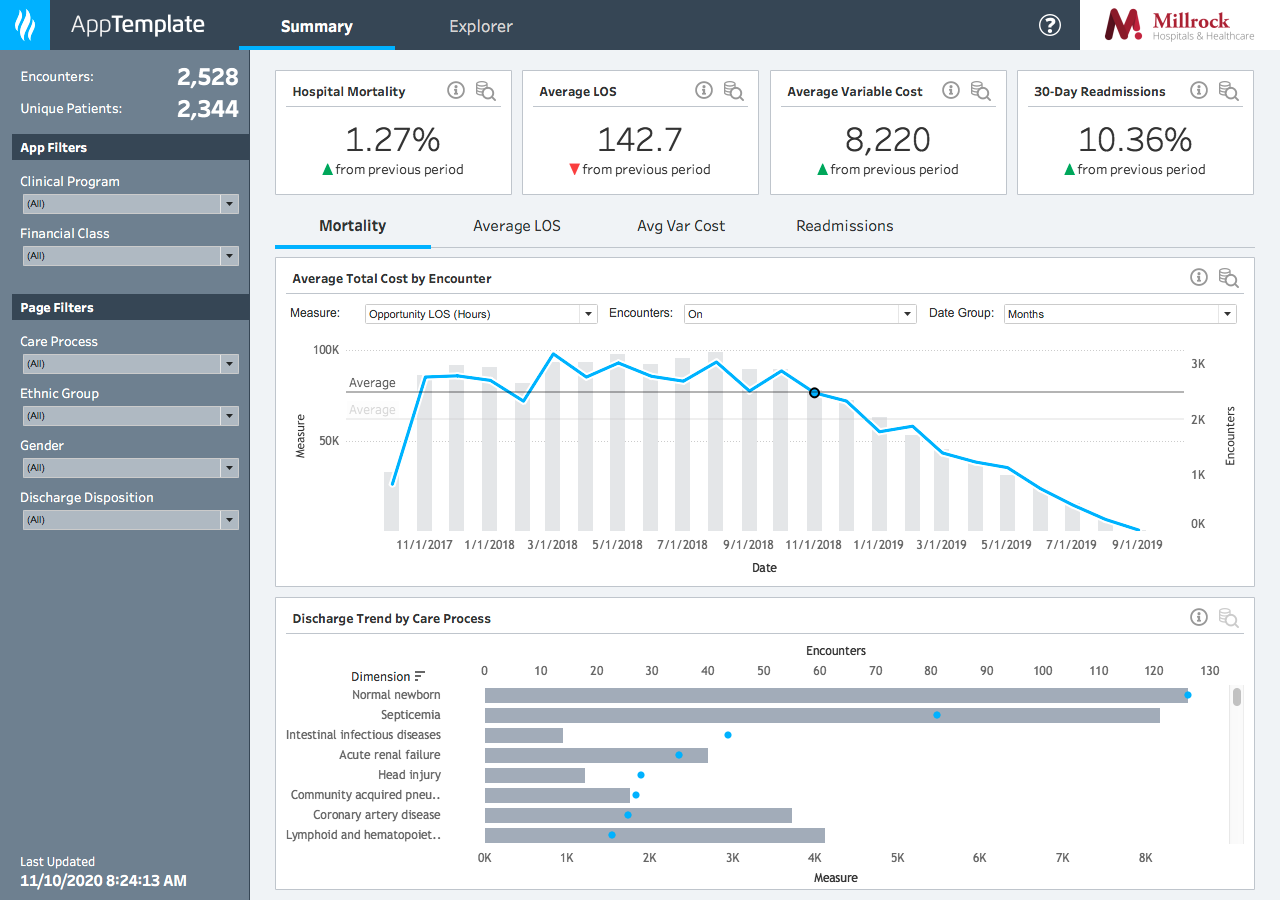 AppTemplate
Summary
Explorer
?
Millrock
Hospitals & Healthcare
Encounters: 2,528
Unique Patients: 2,344
App Filters
Clinical Program
(All)
Financial Class
(All)
Page Filters
Care Process
(All)
Ethnic Group
(All)
Gender
(All)
Discharge Disposition
(All)
Last Updated
11/10/2020 8:24:13 AM
Hospital Mortality
1.27%
from previous period
Average LOS
142.7
from previous period
Average Variable Cost
8,220
from previous period
30-Day Readmissions
10.36%
from previous period
Mortality Average LOS Avg Var Cost Readmissions
Average Total Cost by Encounter
Measure: Opportunity LOS (Hours) Encounters: On Date Group: Months
100K
50K
Measure
Average
Average
3K
2K
1K
0K
Encounters
11/1/2017 1/1/2018 3/1/2018 5/1/2018 7/1/2018 9/1/2018 11/1/2018 1/1/2019 3/1/2019 5/1/2019 7/1/2019 9/1/2019
Date
Discharge Trend by Care Process
Encounters
0 10 20 30 40 50 60 70 80 90 100 110 120 130
Dimension
Normal newborn
Septicemia
Intestinal infectious diseases
Acute renal failure
Head injury
Community acquired pneu..
Coronary artery disease
Lymphoid and hematopoiet..
0K 1K 2K 3K 4K 5K 6K 7K 8K
Measure